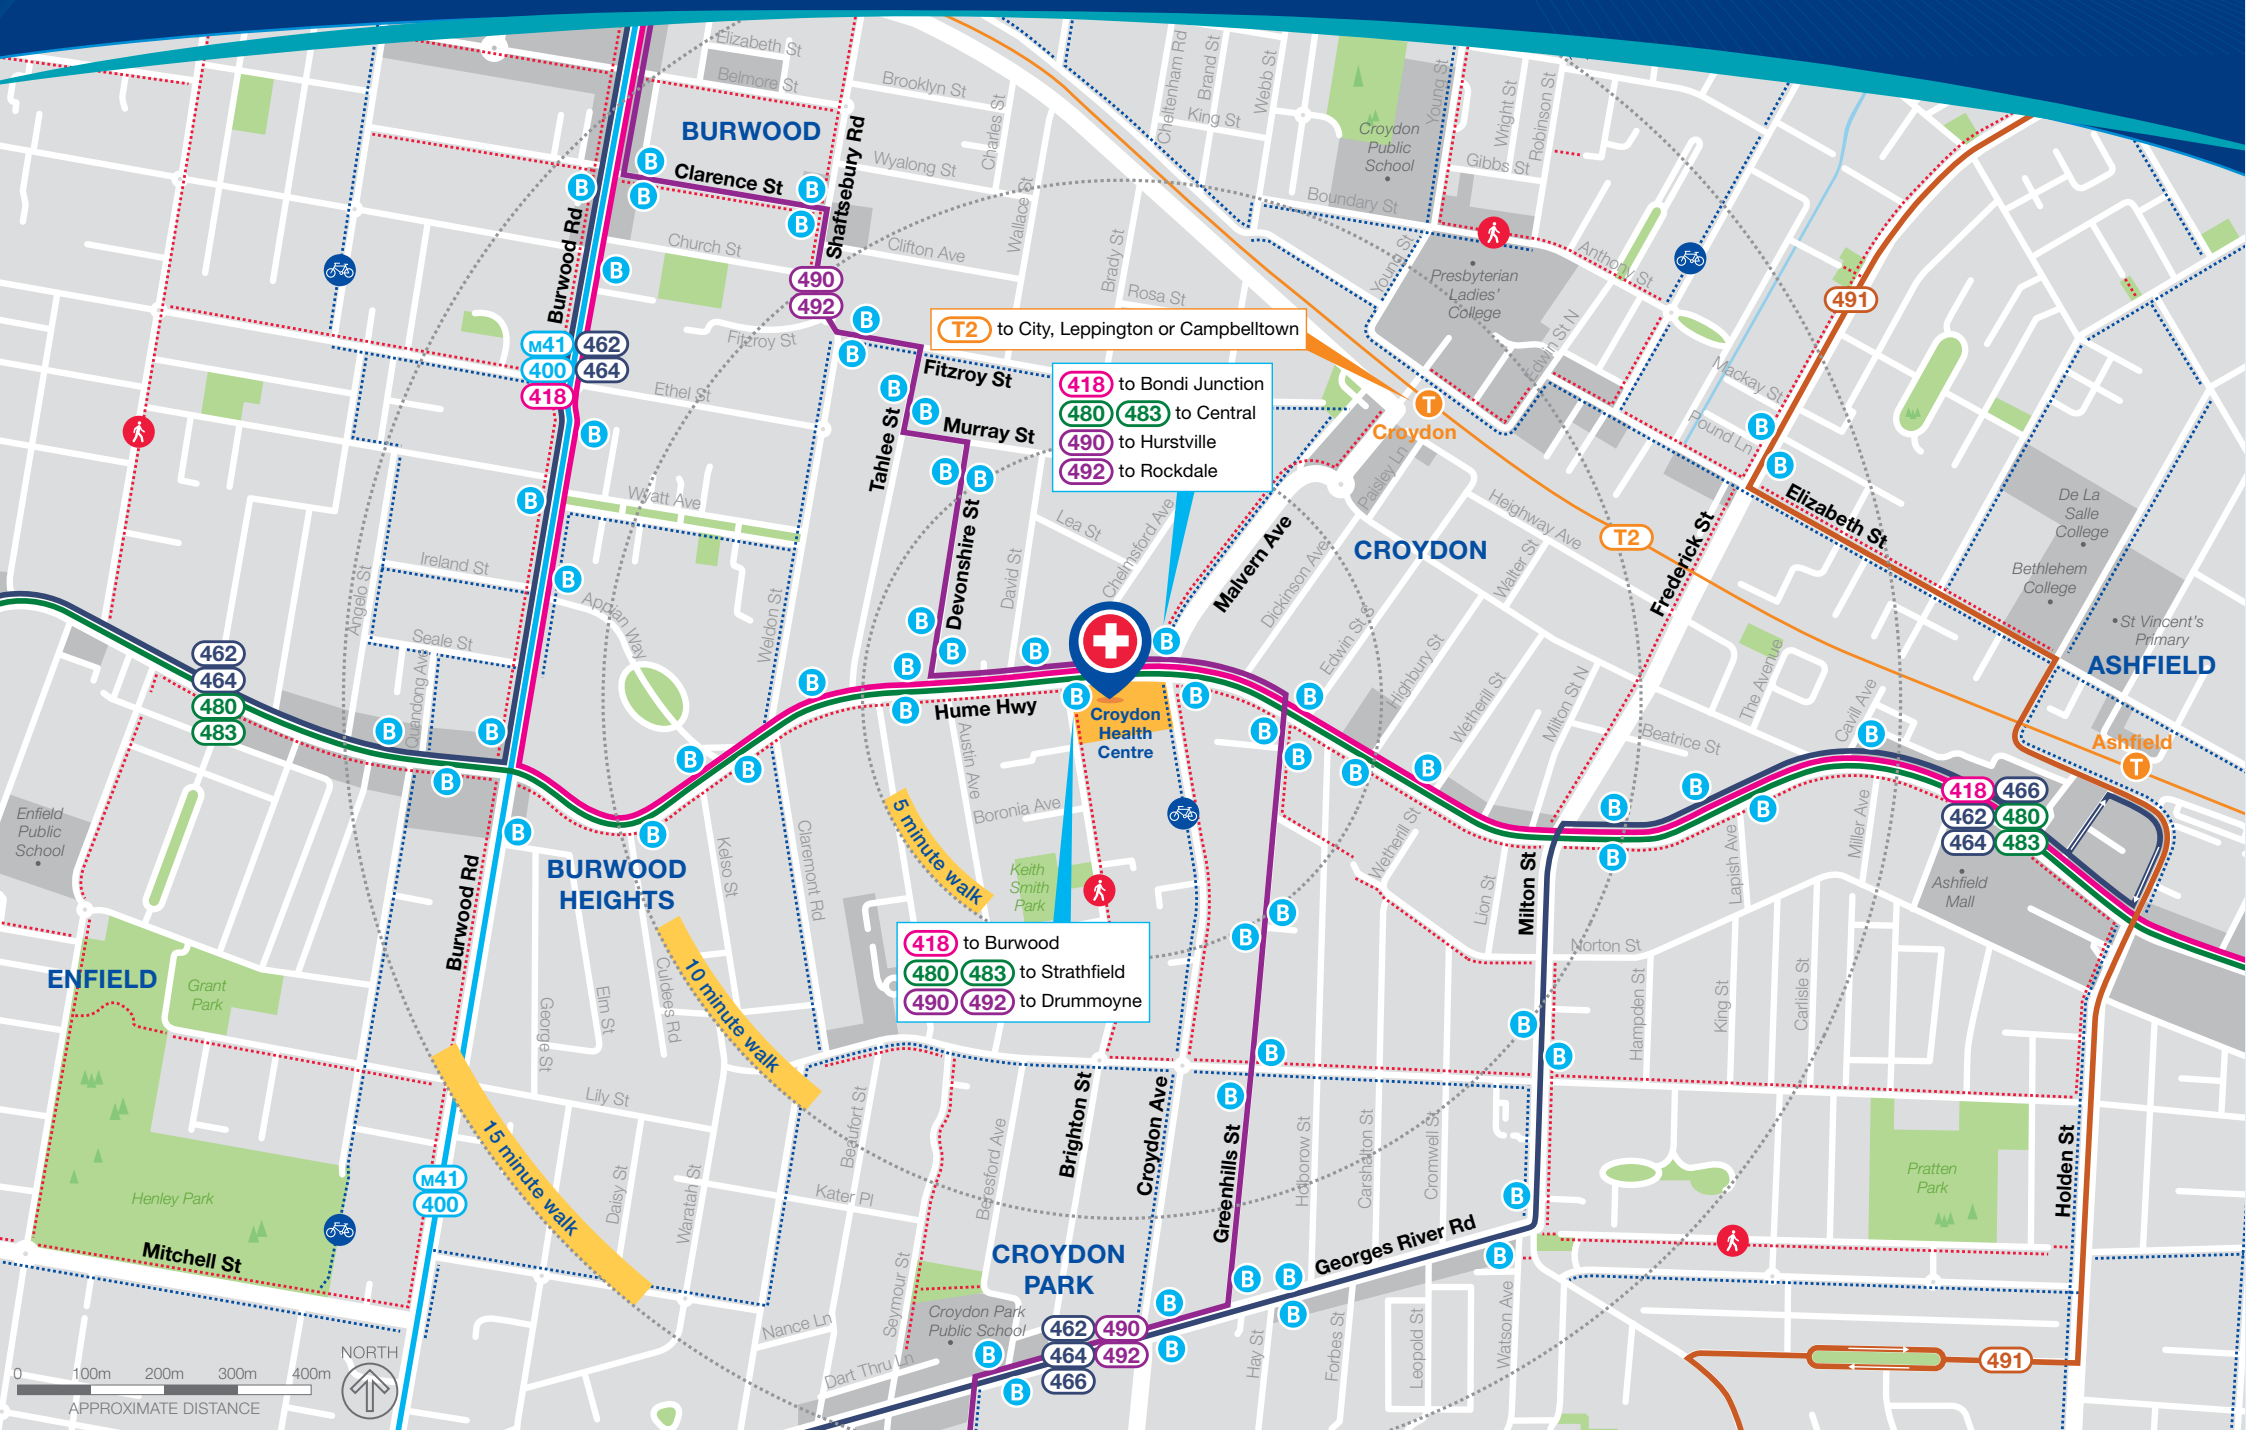 Elizabeth St
Belmore St
Brooklyn St
Charles St
Cheltenham Rd
Brand St
Webb St
King St
Young St
Wright St
Robinson St
Gibbs St
Croydon
Public
School
BURWOOD
Clarence St
Shaftsebury Rd
Wyalong St
Wallace St
Boundary St
Burwood Rd
Church St
Clifton Ave
Brady St
Rosa St
Young St
Presbyterian
Ladies'
College
Anthony St
490
492
491
Fitzroy St
T2 to City, Leppington or Campbelltown
Edwin St N
M41 462
400 464
418
Fitzroy St
Ethel St
Tahlee St
Murray St
418 to Bondi Junction
480 483 to Central
490 to Hurstville
492 to Rockdale
T
Croydon
Mackay St
Pound Ln
Paisley Ln
Wyatt Ave
Lea St
Chelmsford Ave
Malvern Ave
Heighway Ave
CROYDON
T2
Elizabeth St
De La
Salle
College
Bethlehem
College
St Vincent's
Primary
ASHFIELD
Ireland St
Angelo St
Appian Way
Weldon St
Devonshire St
David St
Dickinson Ave
Walter St
Frederick St
Seale St
Quandong Ave
Edwin St S
Highbury St
Wetherill St
Milton St N
The Avenue
Beatrice St
Cavill Ave
Ashfield
T
462
464
480
483
Hume Hwy
Croydon
Health
Centre
Austin Ave
Boronia Ave
5 minute walk
Keith
Smith
Park
Enfield
Public
School
BURWOOD
HEIGHTS
Kelso St
Claremont Rd
Wetherill St
Lion St
Milton St
Lapish Ave
Miller Ave
418 466
462 480
464 483
Ashfield
Mall
Burwood Rd
418 to Burwood
480 483 to Strathfield
490 492 to Drummoyne
Norton St
ENFIELD
Grant
Park
10 minute walk
George St
Elm St
Culdees Rd
Hampden St
King St
Carlisle St
Lily St
Beaufort St
Brighton St
Croydon Ave
Greenhills St
Holborow St
Carshalton St
Cromwell St
Holden St
Pratten
Park
15 minute walk
M41
400
Henley Park
Daisy St
Waratah St
Kater Pl
Beresford Ave
Mitchell St
Georges River Rd
CROYDON
PARK
Seymour St
Croydon Park
Public School
Nance Ln
Dart Thru Ln
462 490
464 492
466
Hay St
Forbes St
Leopold St
Watson Ave
491
0 100m 200m 300m 400m
APPROXIMATE DISTANCE
NORTH